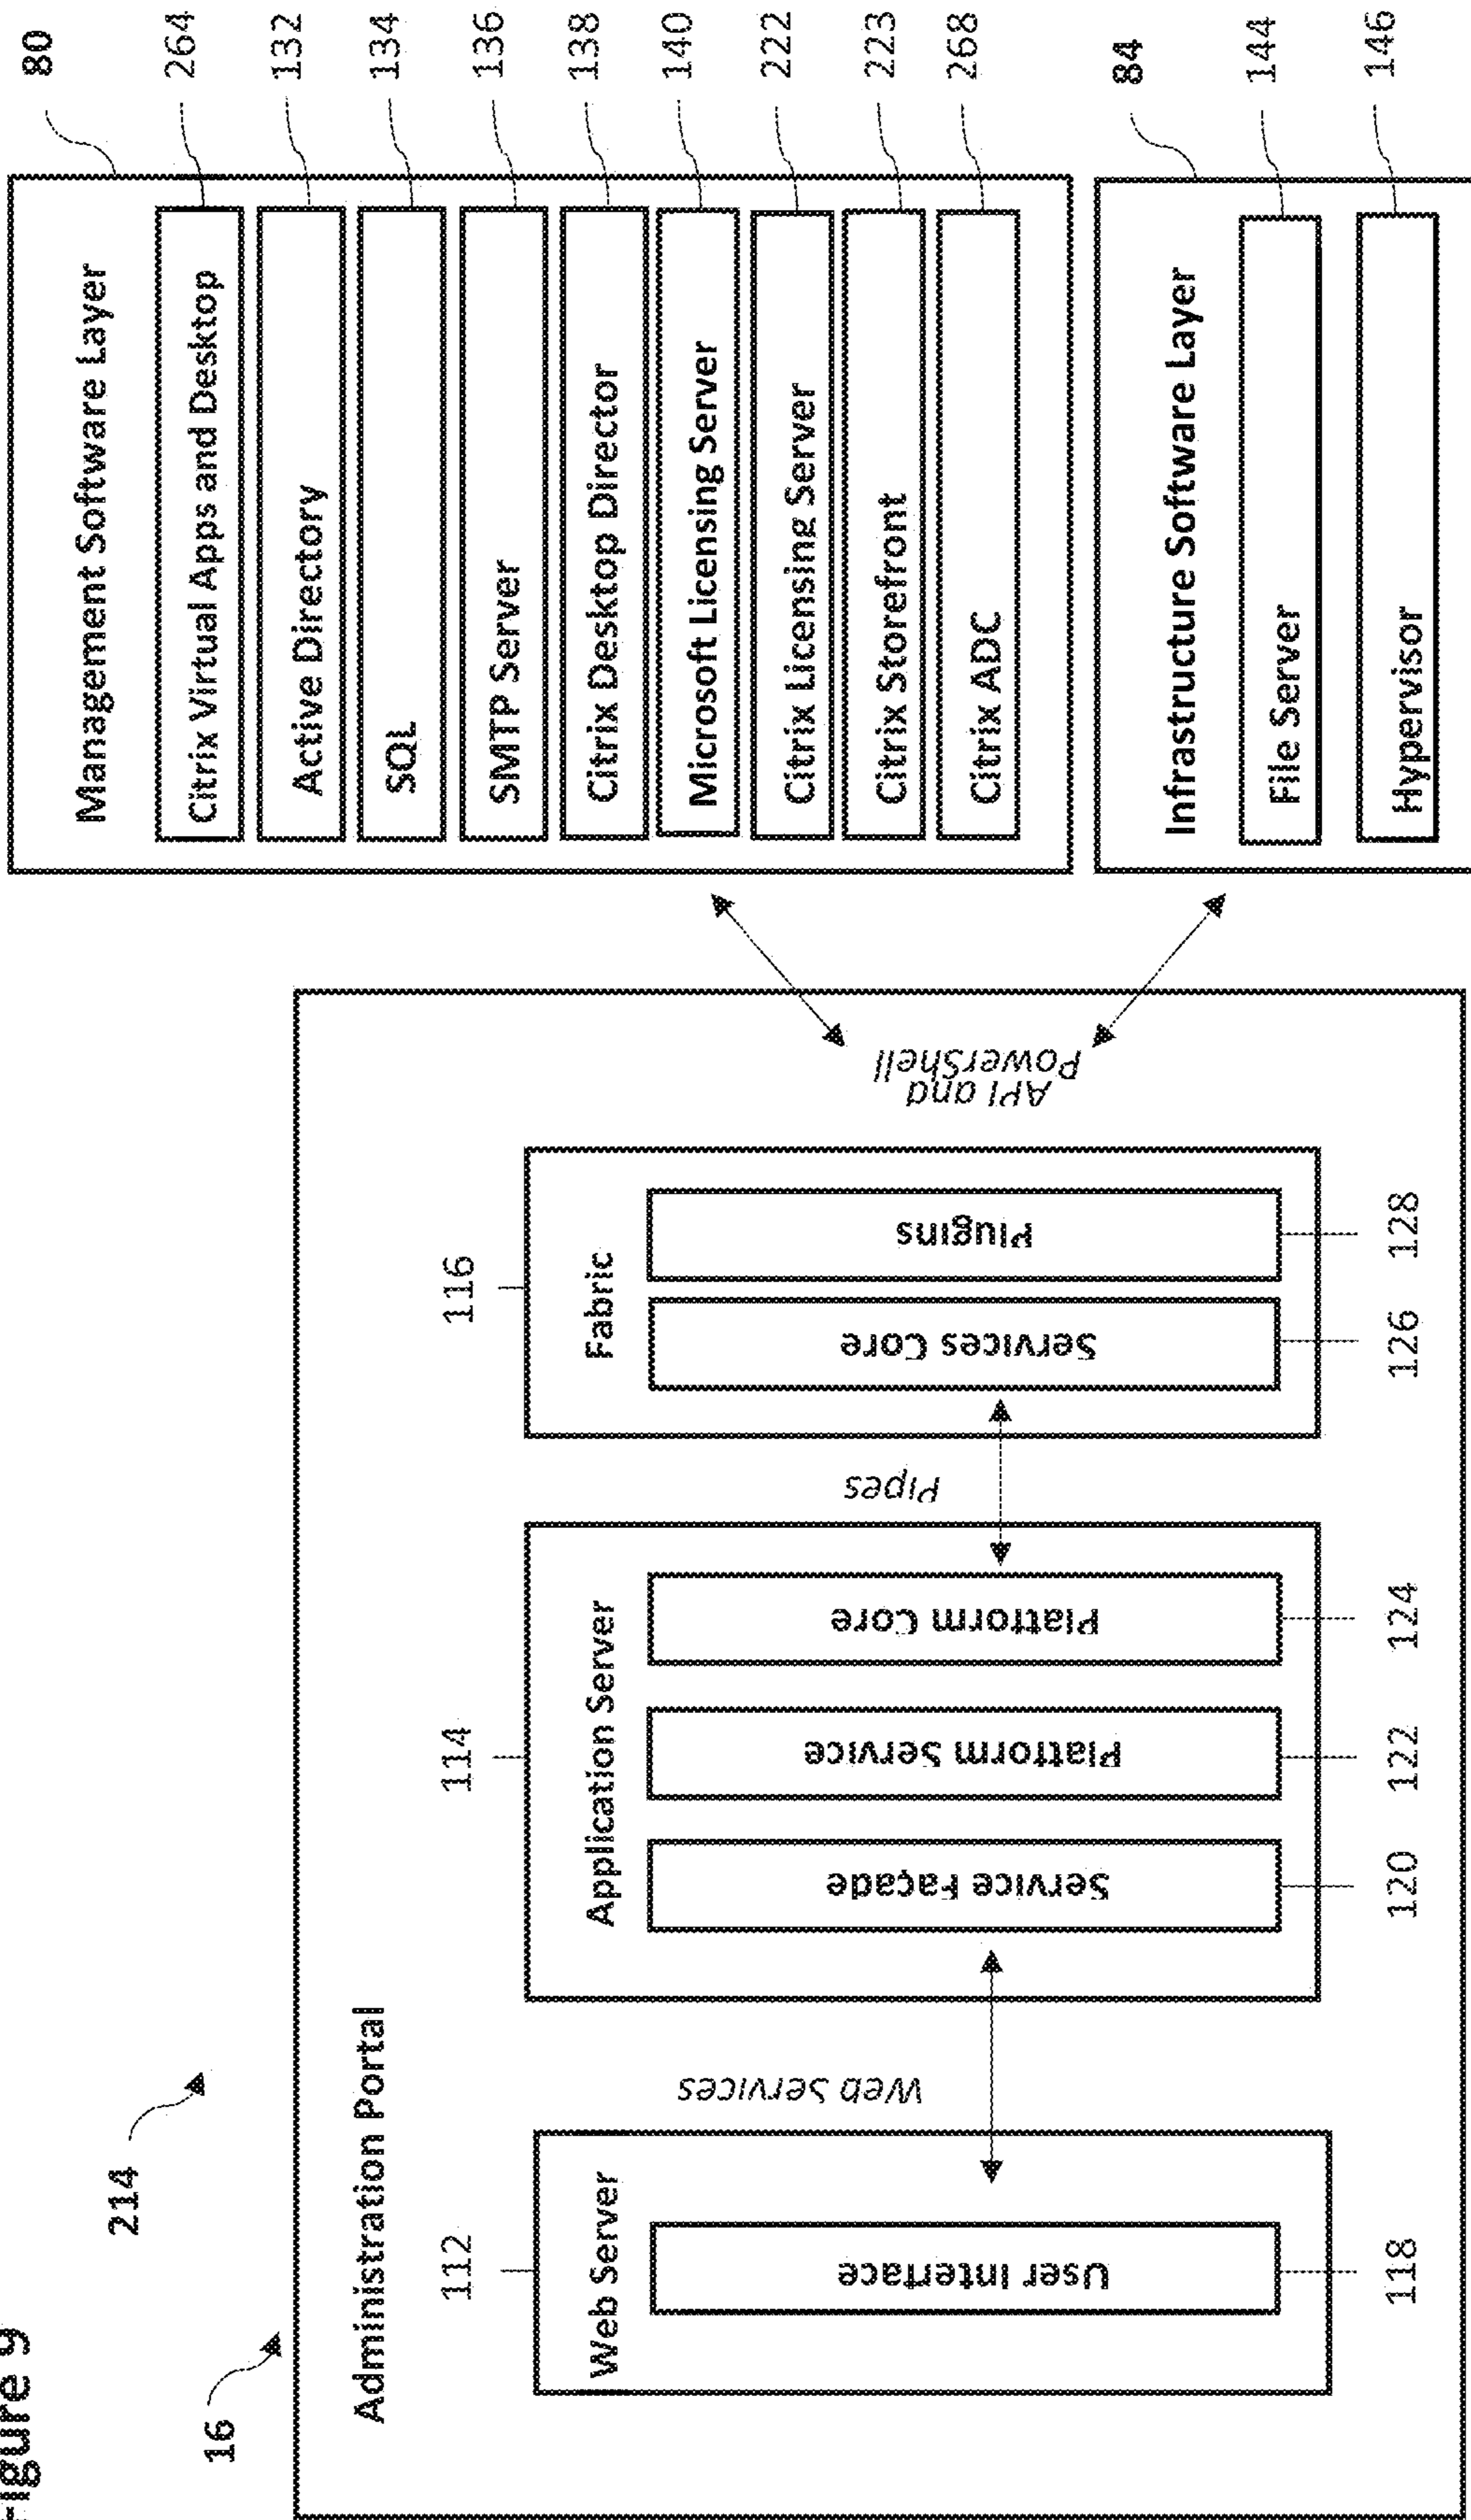 Figure 9
214
16
Administration Portal
112
Web Server
User Interface
118
Web Services
114
Application Server
Service Façade
Platform Service
Platform Core
120
122
124
Pipes
116
Fabric
Services Core
Plugins
126
128
API and
PowerShell
80
Management Software Layer
Citrix Virtual Apps and Desktop
264
Active Directory
132
SQL
134
SMTP Server
136
Citrix Desktop Director
138
Microsoft Licensing Server
140
Citrix Licensing Server
222
Citrix Storefront
223
Citrix ADC
268
84
Infrastructure Software Layer
File Server
144
Hypervisor
146